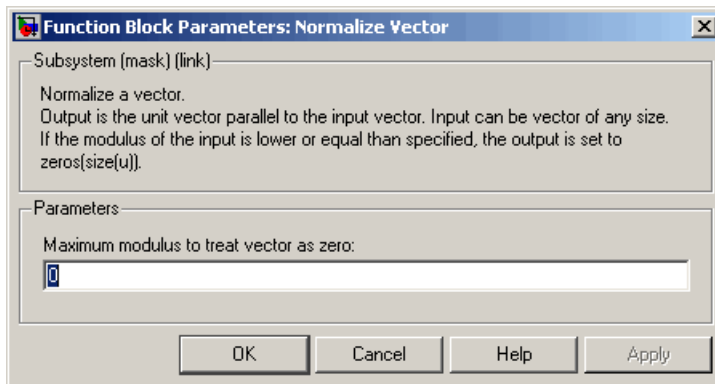 Function Block Parameters: Normalize Vector
Subsystem (mask) (link)
Normalize a vector.
Output is the unit vector parallel to the input vector. Input can be vector of any size.
If the modulus of the input is lower or equal than specified, the output is set to
zeros(size(u)).
Parameters
Maximum modulus to treat vector as zero:
0
OK Cancel Help Apply